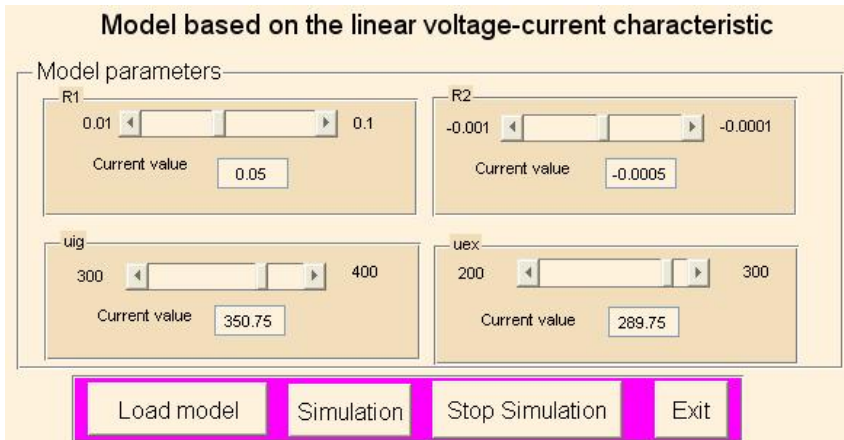 Model based on the linear voltage-current characteristic
Model parameters
R1
0.01 0.1
Current value 0.05
R2
-0.001 -0.0001
Current value -0.0005
uig
300 400
Current value 350.75
uex
200 300
Current value 289.75
Load model Simulation Stop Simulation Exit